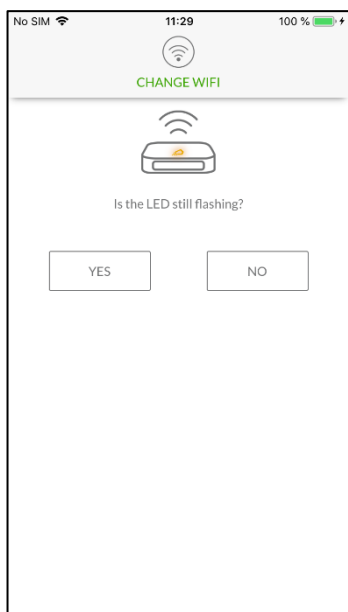 No SIM 11:29 100 %
CHANGE WIFI
Is the LED still flashing?
YES NO